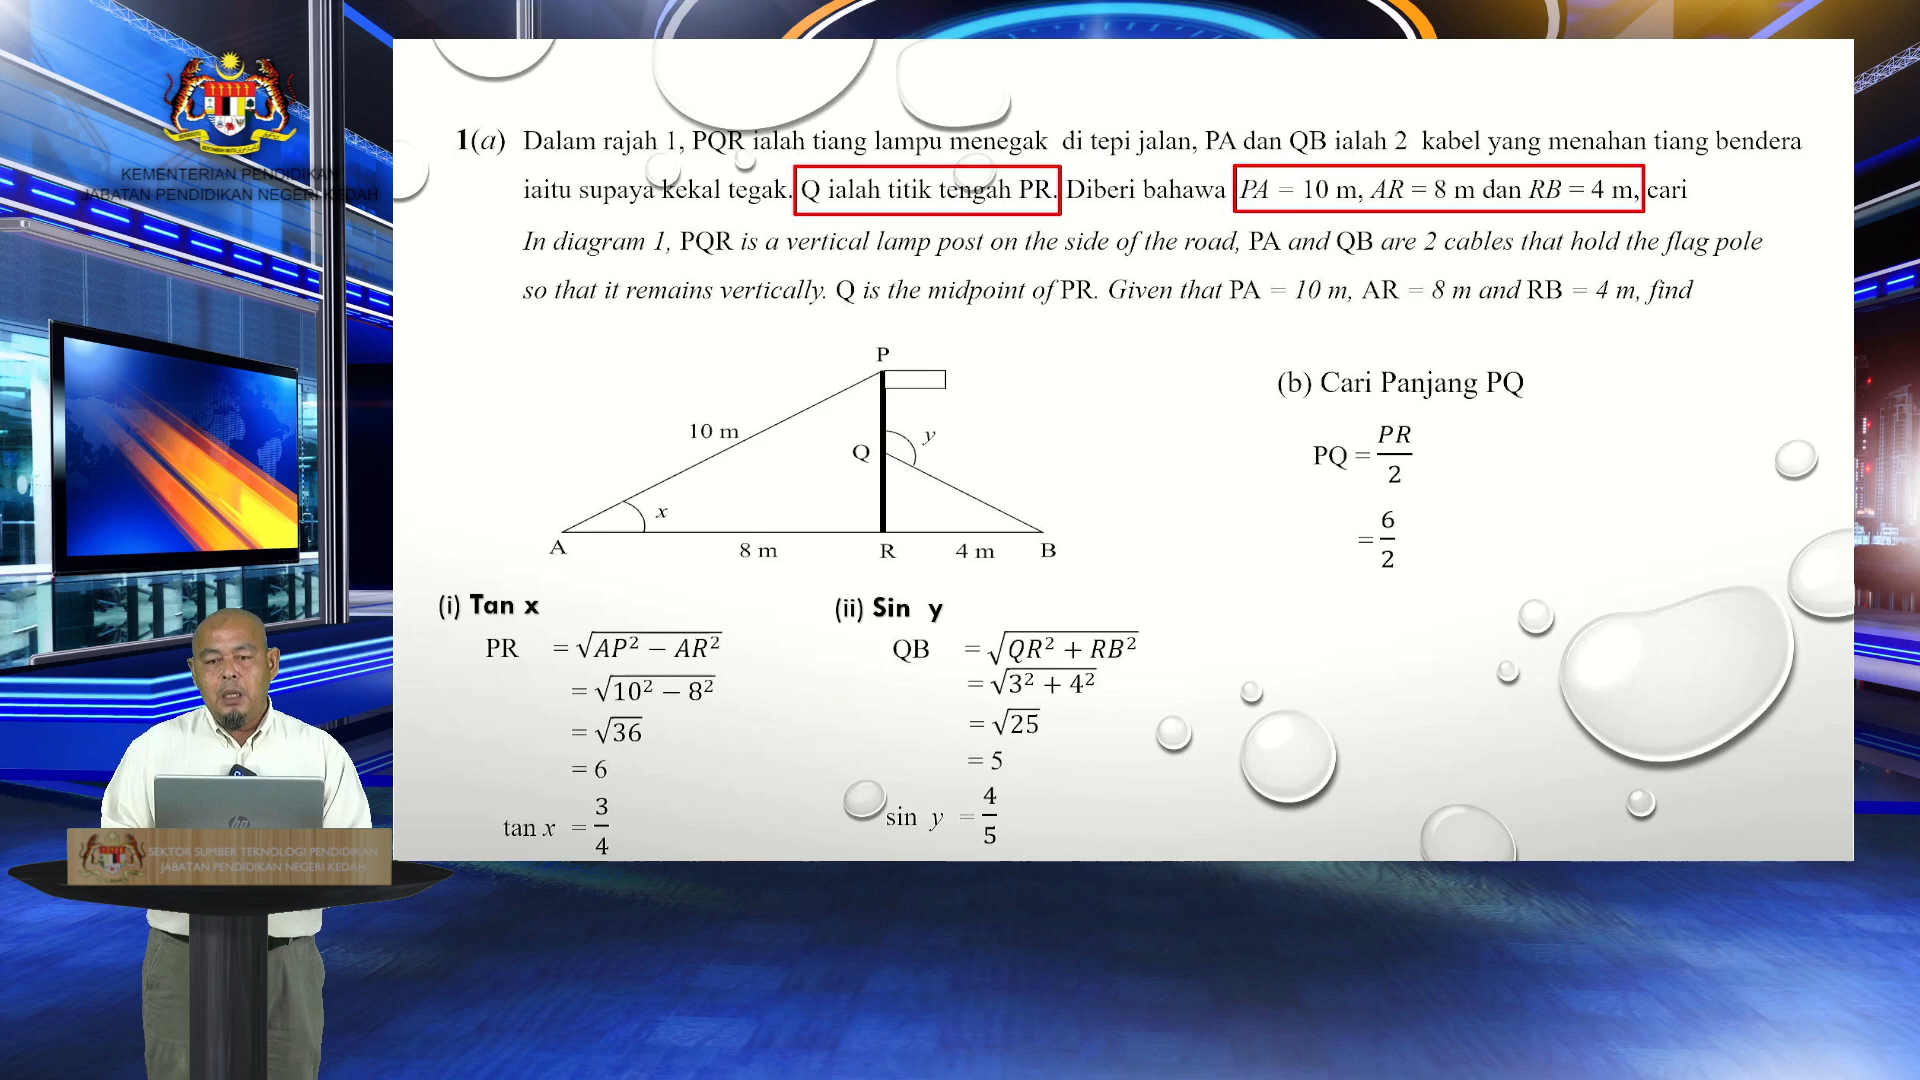 KEMENTERIAN PENDIDIKAN
JABATAN PENDIDIKAN NEGERI KEDAH
1(a) Dalam rajah 1, PQR ialah tiang lampu menegak di tepi jalan, PA dan QB ialah 2 kabel yang menahan tiang bendera
iaitu supaya kekal tegak. Q ialah titik tengah PR. Diberi bahawa PA = 10 m, AR = 8 m dan RB = 4 m, cari
In diagram 1, PQR is a vertical lamp post on the side of the road, PA and QB are 2 cables that hold the flag pole
so that it remains vertically. Q is the midpoint of PR. Given that PA = 10 m, AR = 8 m and RB = 4 m, find
P
10 m
Q
y
x
A
8 m
R
4 m
B
(b) Cari Panjang PQ
PQ = PR/2
= 6/2
(i) Tan x
PR = √(AP² − AR²)
= √(10² − 8²)
= √36
= 6
tan x = 3/4
(ii) Sin y
QB = √(QR² + RB²)
= √(3² + 4²)
= √25
= 5
sin y = 4/5
hp
SEKTOR SUMBER TEKNOLOGI PENDIDIKAN
JABATAN PENDIDIKAN NEGERI KEDAH